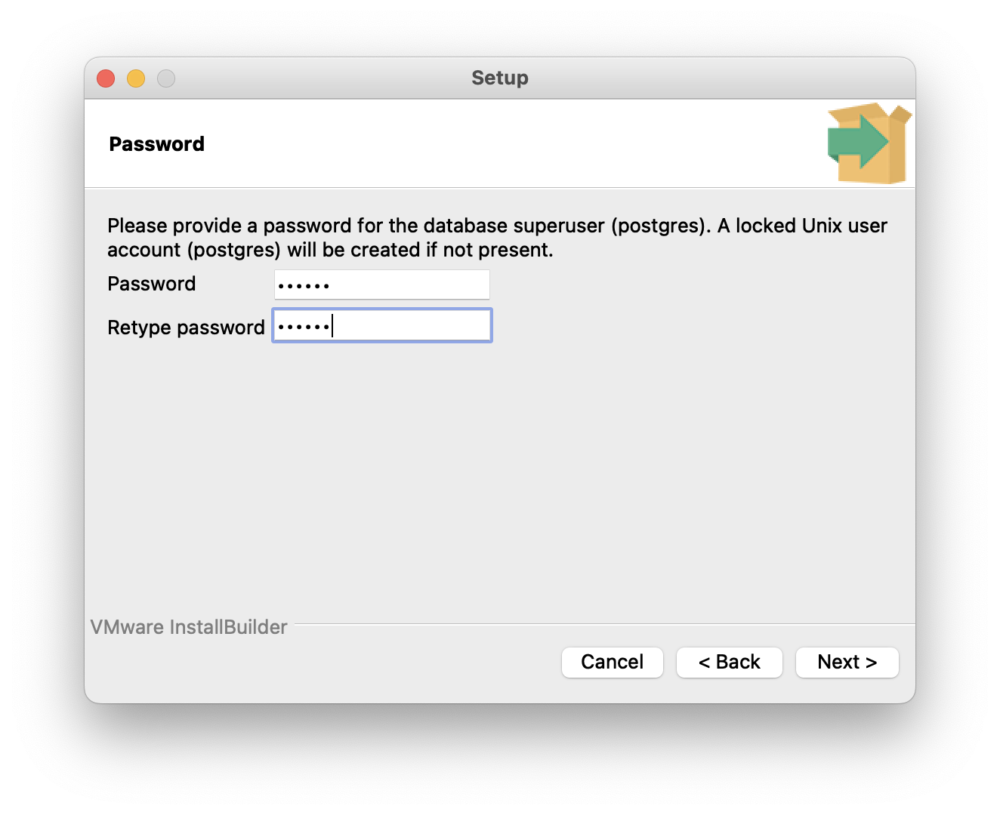 Setup
Password
Please provide a password for the database superuser (postgres). A locked Unix user
account (postgres) will be created if not present.
Password ••••••
Retype password ••••••
VMware InstallBuilder
Cancel < Back Next >